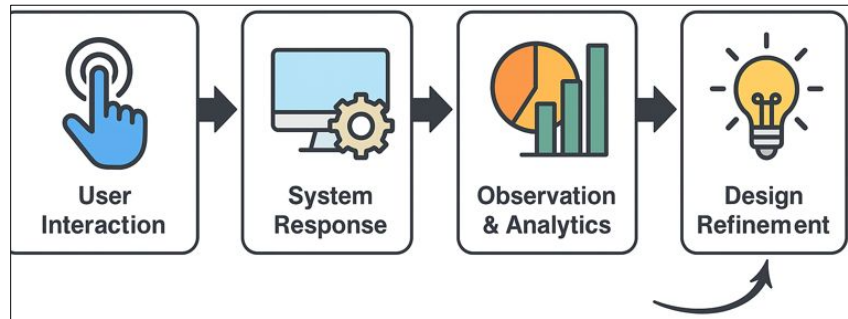 User
Interaction
System
Response
Observation
& Analytics
Design
Refinement